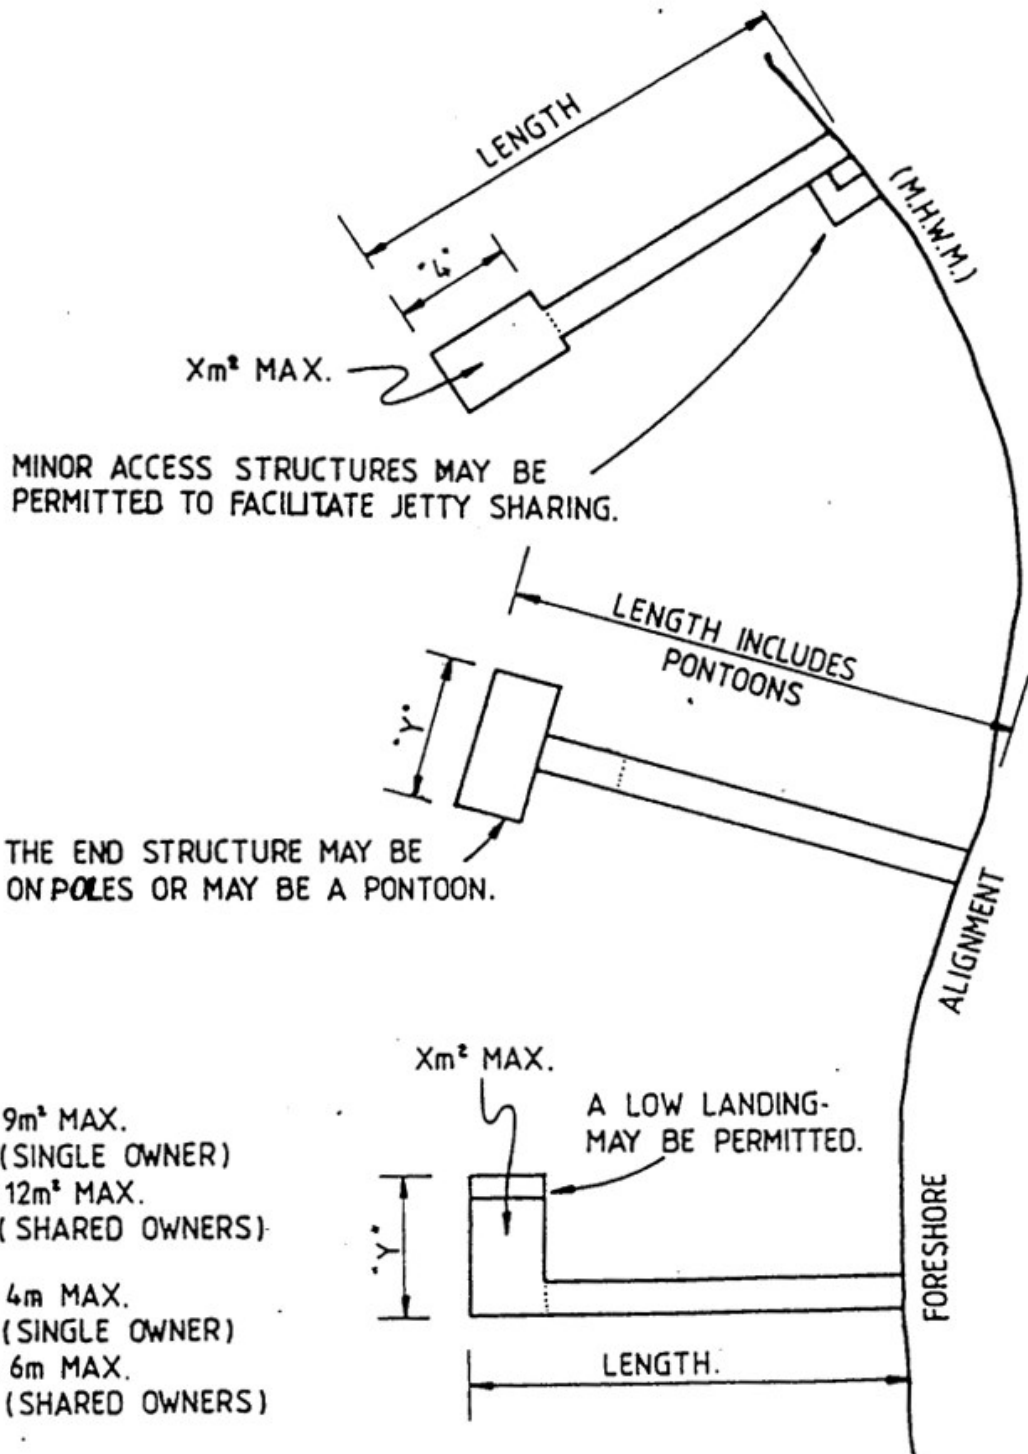 LENGTH
(M.H.W.M.)
"4"
Xm² MAX.
MINOR ACCESS STRUCTURES MAY BE
PERMITTED TO FACILITATE JETTY SHARING.
LENGTH INCLUDES
PONTOONS
"Y"
THE END STRUCTURE MAY BE
ON POLES OR MAY BE A PONTOON.
ALIGNMENT
Xm² MAX.
A LOW LANDING-
MAY BE PERMITTED.
9m² MAX.
(SINGLE OWNER)
12m² MAX.
(SHARED OWNERS)
"Y"
FORESHORE
4m MAX.
(SINGLE OWNER)
6m MAX.
(SHARED OWNERS)
LENGTH.